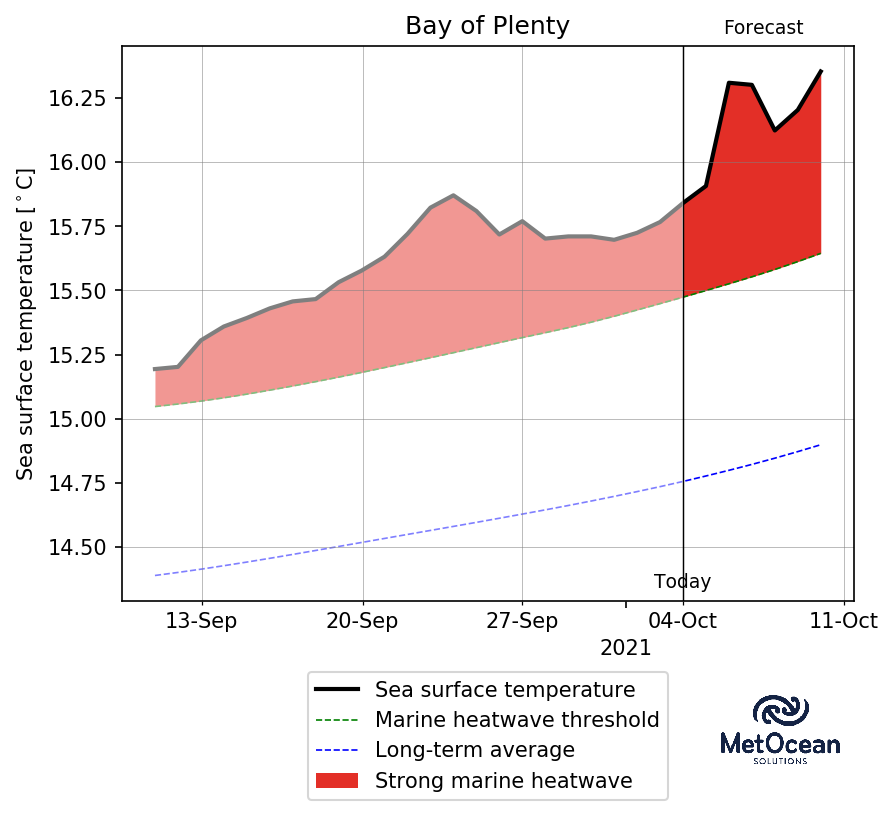 Bay of Plenty
Forecast
Sea surface temperature [°C]
16.25
16.00
15.75
15.50
15.25
15.00
14.75
14.50
Today
13-Sep 20-Sep 27-Sep 04-Oct 11-Oct
2021
Sea surface temperature
Marine heatwave threshold
Long-term average
Strong marine heatwave
MetOcean
SOLUTIONS